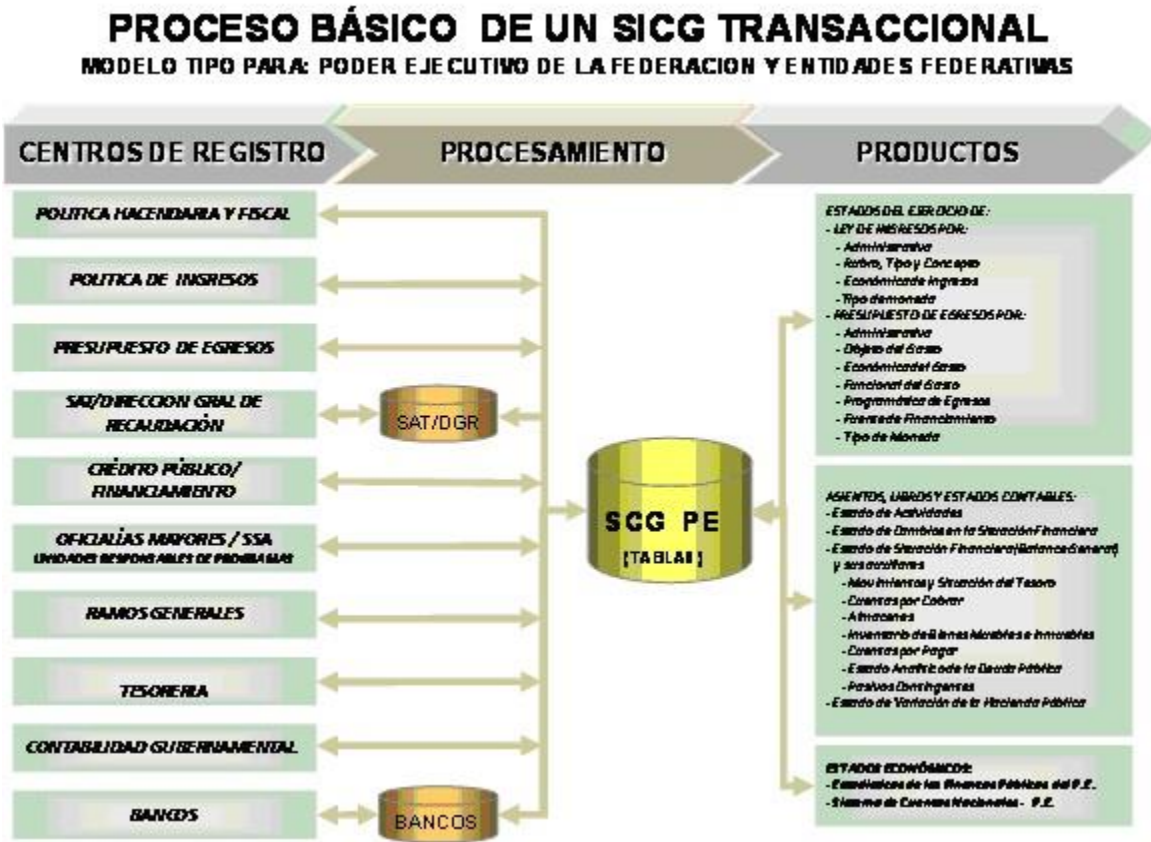 PROCESO BÁSICO DE UN SICG TRANSACCIONAL
MODELO TIPO PARA: PODER EJECUTIVO DE LA FEDERACION Y ENTIDADES FEDERATIVAS
CENTROS DE REGISTRO
PROCESAMIENTO
PRODUCTOS
POLITICA HACENDARIA Y FISCAL
POLITICA DE INGRESOS
PRESUPUESTO DE EGRESOS
SAT/DIRECCION GRAL DE
RECAUDACIÓN
CRÉDITO PÚBLICO/
FINANCIAMIENTO
OFICIALÍAS MAYORES / SSA
UNIDADES RESPONSABLES DE PROGRAMAS
RAMOS GENERALES
TESORERIA
CONTABILIDAD GUBERNAMENTAL
BANCOS
SAT/DGR
BANCOS
SCG PE
(TABLAS)
ESTADOS DEL EJERCICIO DE:
- LEY DE INGRESOS POR:
- Administrativa
- Rubro, Tipo y Concepto
- Económica de Ingresos
- Tipo de moneda
- PRESUPUESTO DE EGRESOS POR:
- Administrativa
- Objeto del Gasto
- Económica del Gasto
- Funcional del Gasto
- Programática de Egresos
- Fuente de Financiamiento
- Tipo de Moneda
ASIENTOS, LIBROS Y ESTADOS CONTABLES:
- Estado de Actividades
- Estado de Cambios en la Situación Financiera
- Estado de Situación Financiera (Balance General)
y sus auxiliares
- Movimientos y Situación del Tesoro
- Cuentas por Cobrar
- Almacenes
- Inventario de Bienes Muebles e Inmuebles
- Cuentas por Pagar
- Estado Analítico de la Deuda Pública
- Pasivos Contingentes
- Estado de Variación de la Hacienda Pública
ESTADOS ECONÓMICOS:
- Estadísticas de las Finanzas Públicas del P.E.
- Sistema de Cuentas Nacionales - P.E.